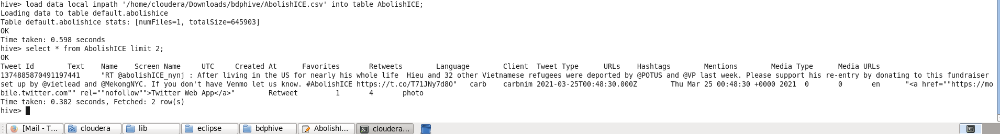 hive> load data local inpath '/home/cloudera/Downloads/bdphive/AbolishICE.csv' into table AbolishICE;
Loading data to table default.abolishice
Table default.abolishice stats: [numFiles=1, totalSize=645903]
OK
Time taken: 0.598 seconds
hive> select * from AbolishICE limit 2;
OK
Tweet Id Text Name Screen Name UTC Created At Favorites Retweets Language Client Tweet Type URLs Hashtags Mentions Media Type Media URLs
1374885870491197441 "RT @abolishICE_nynj : After living in the US for nearly his whole life Hieu and 32 other Vietnamese refugees were deported by @POTUS and @VP last week. Please support his re-entry by donating to this fundraiser
set up by @vietlead and @MekongNYC. If you don't have Venmo let us know. #AbolishICE https://t.co/T71JNy7d8O" carb carbnim 2021-03-25T00:48:30.000Z Thu Mar 25 00:48:30 +0000 2021 0 0 en "<a href=""https://mo
bile.twitter.com"" rel=""nofollow"">Twitter Web App</a>" Retweet 1 4 photo
Time taken: 0.382 seconds, Fetched: 2 row(s)
hive>
[Mail - T... cloudera lib eclipse bdphive AbolishI... cloudera...